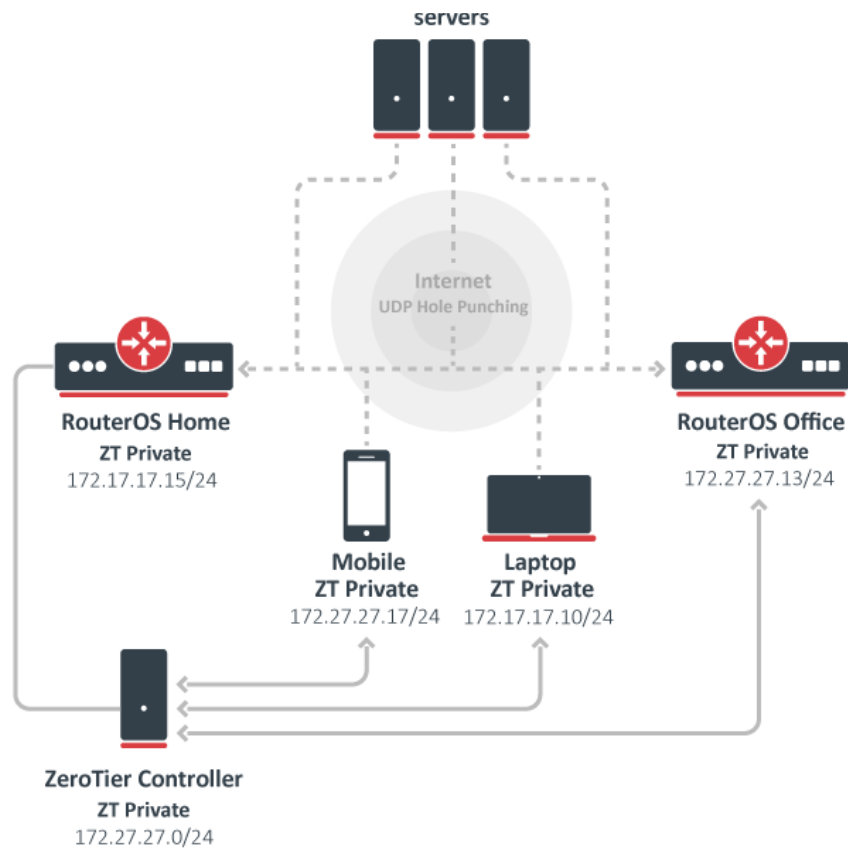 servers
Internet
UDP Hole Punching
RouterOS Home
ZT Private
172.17.17.15/24
RouterOS Office
ZT Private
172.27.27.13/24
Mobile
ZT Private
172.27.27.17/24
Laptop
ZT Private
172.17.17.10/24
ZeroTier Controller
ZT Private
172.27.27.0/24